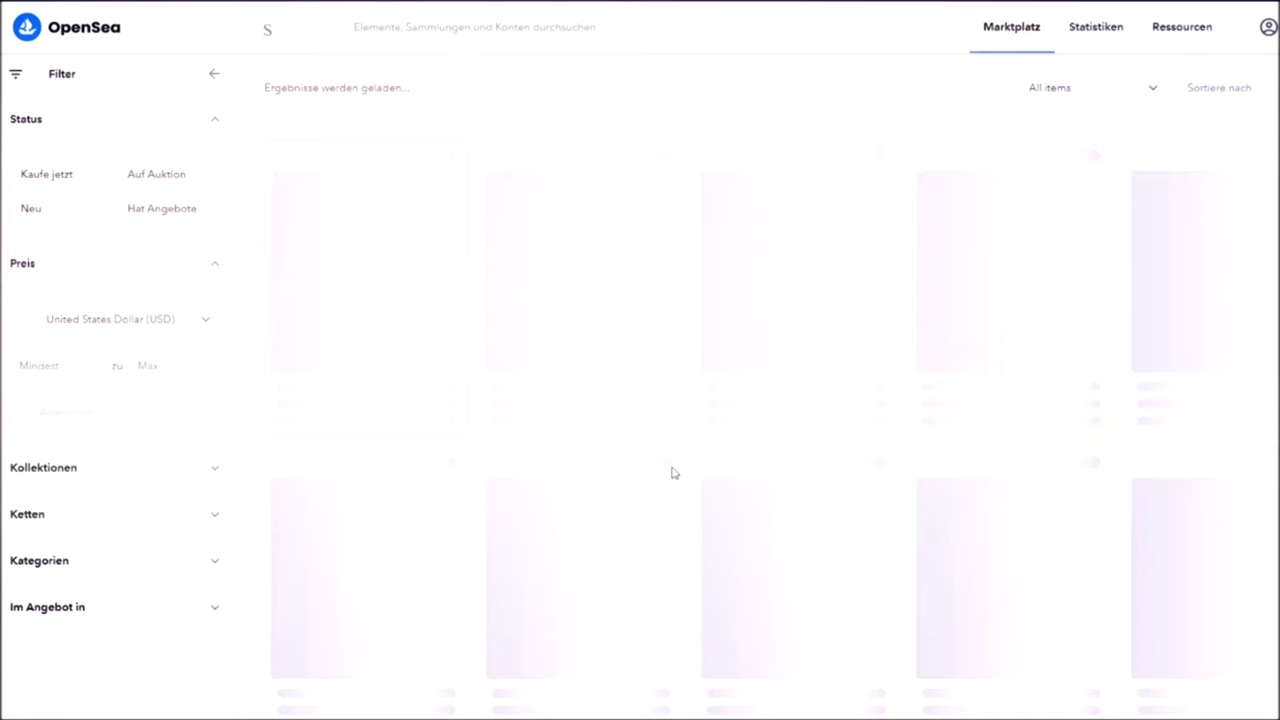 OpenSea
S
Elemente, Sammlungen und Konten durchsuchen
Marktplatz
Statistiken
Ressourcen
Filter
Ergebnisse werden geladen...
All items
Sortiere nach
Status
Kaufe jetzt
Auf Auktion
Neu
Hat Angebote
Preis
United States Dollar (USD)
Mindest
zu
Max
Kollektionen
Ketten
Kategorien
Im Angebot in